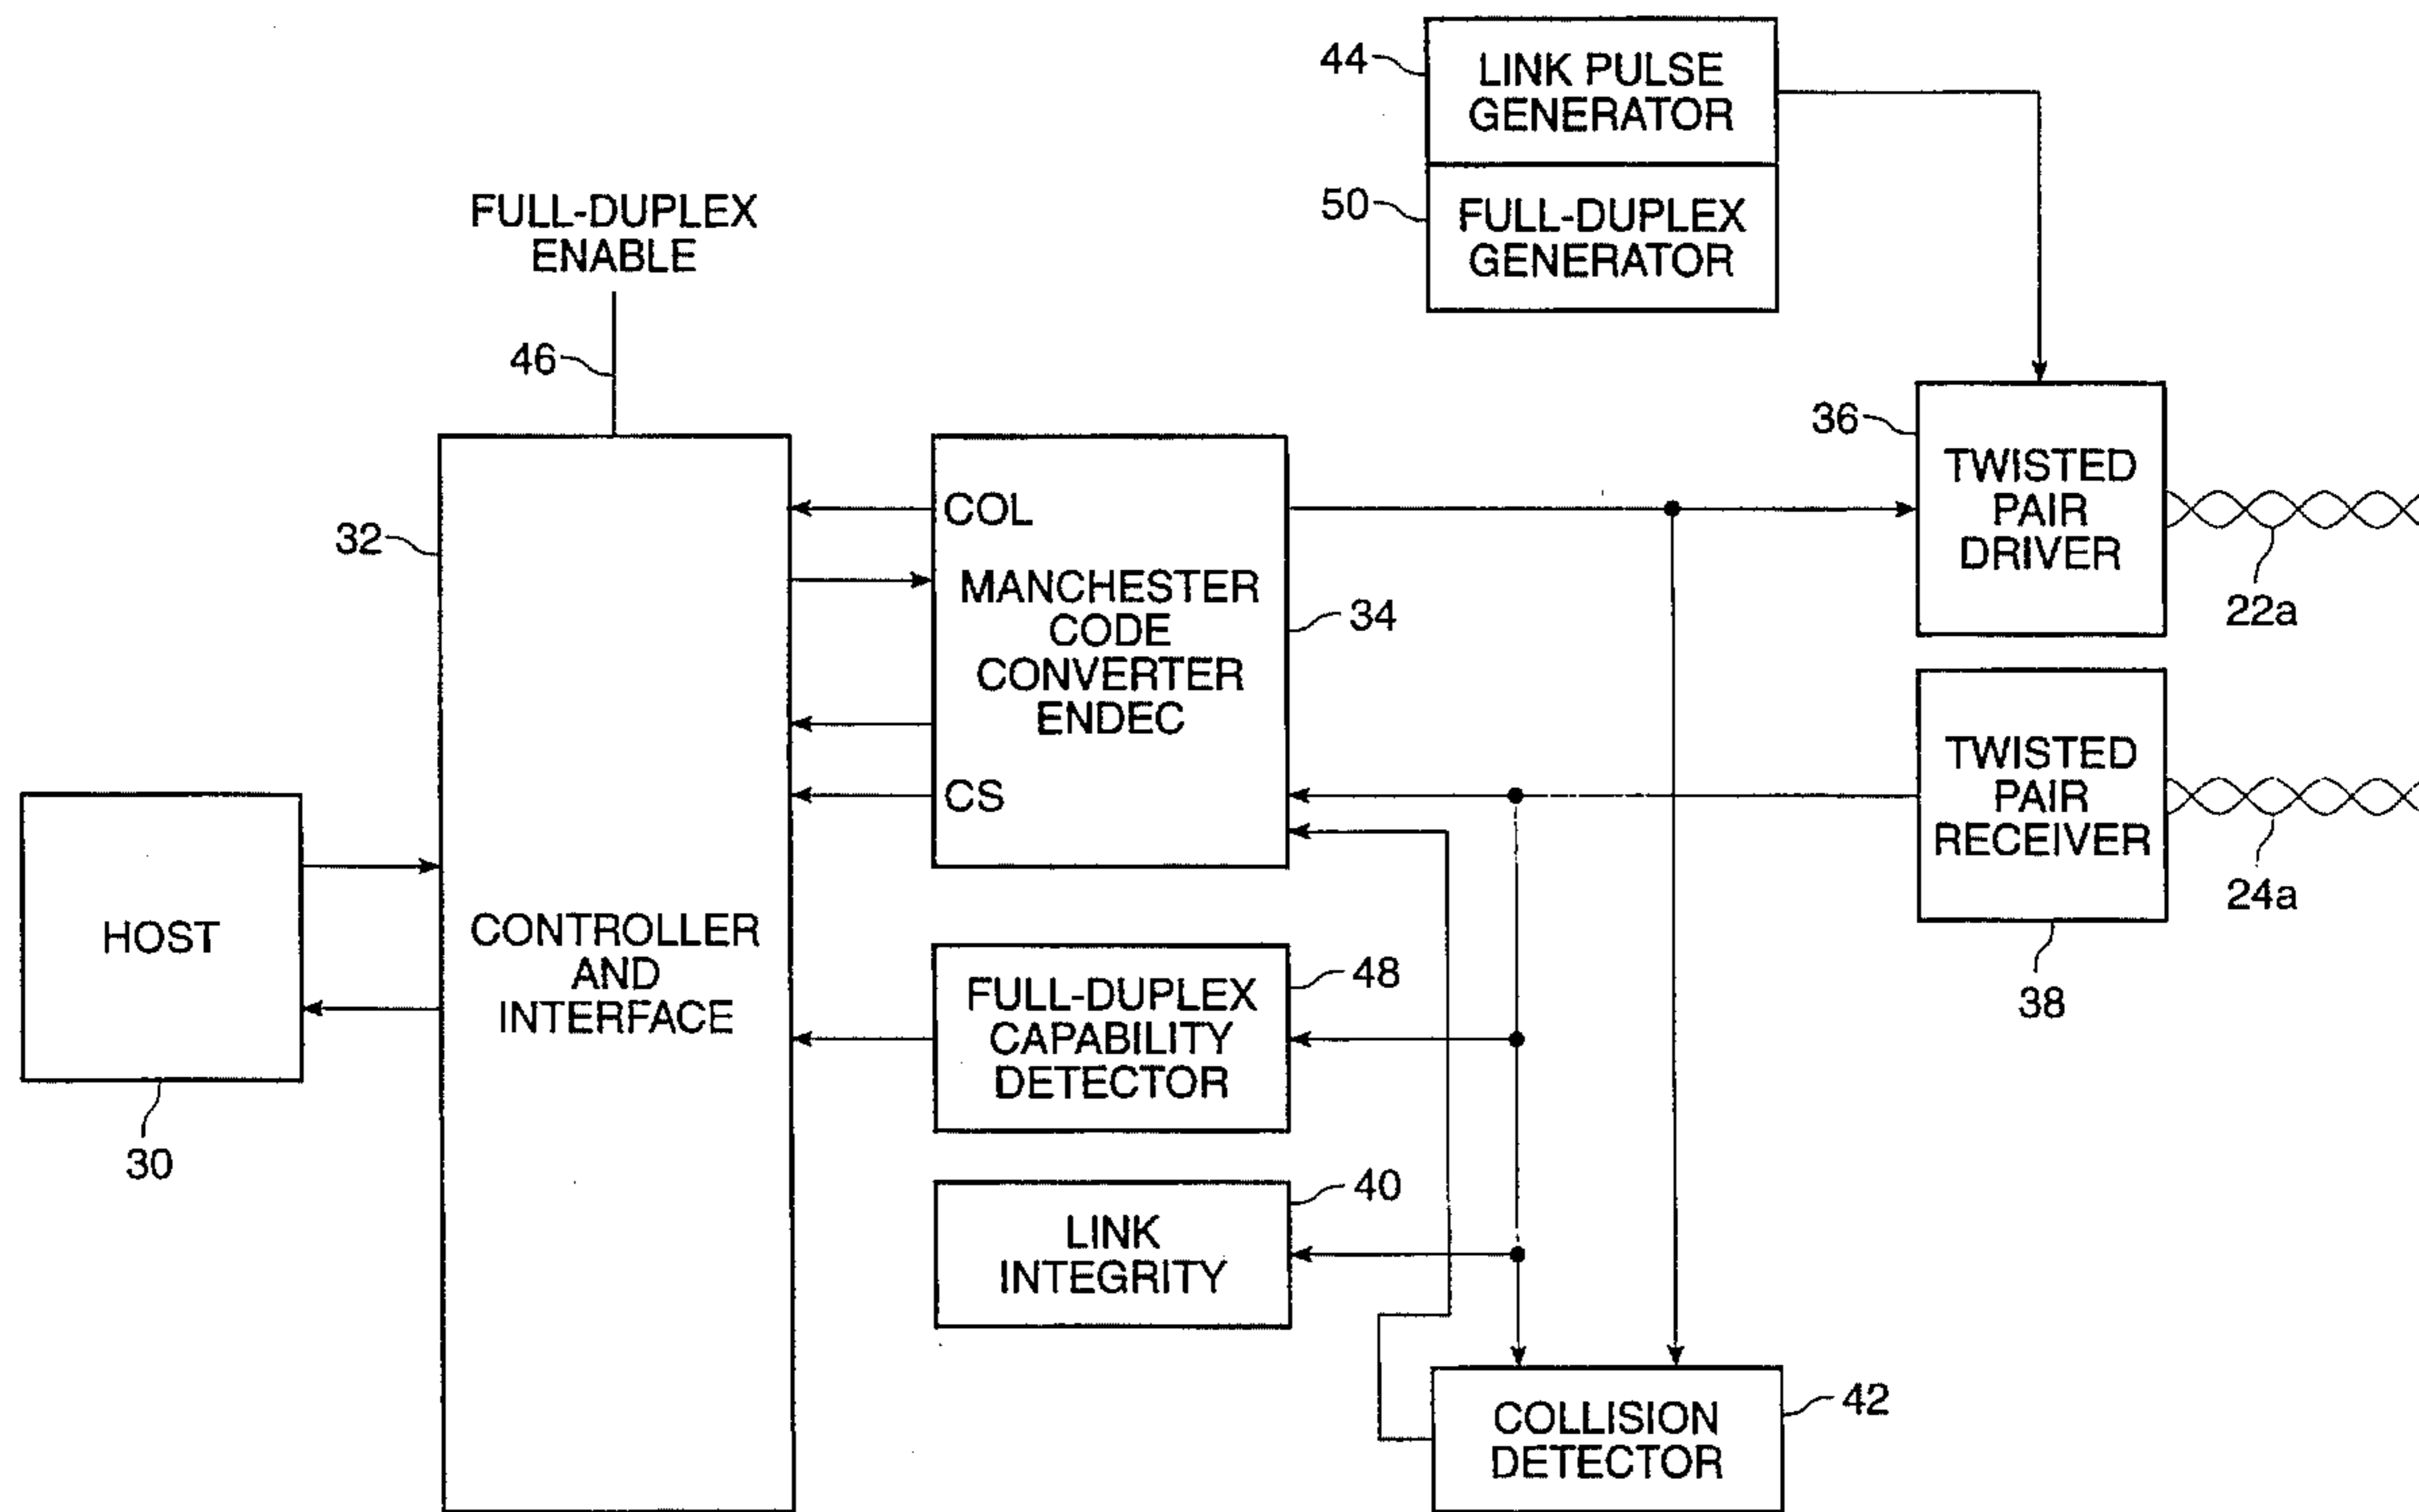 44
LINK PULSE
GENERATOR
50
FULL-DUPLEX
GENERATOR
FULL-DUPLEX
ENABLE
46
36
TWISTED
PAIR
DRIVER
22a
32
COL
MANCHESTER
CODE
CONVERTER
ENDEC
34
CS
TWISTED
PAIR
RECEIVER
24a
38
HOST
30
CONTROLLER
AND
INTERFACE
48
FULL-DUPLEX
CAPABILITY
DETECTOR
40
LINK
INTEGRITY
COLLISION
DETECTOR
42